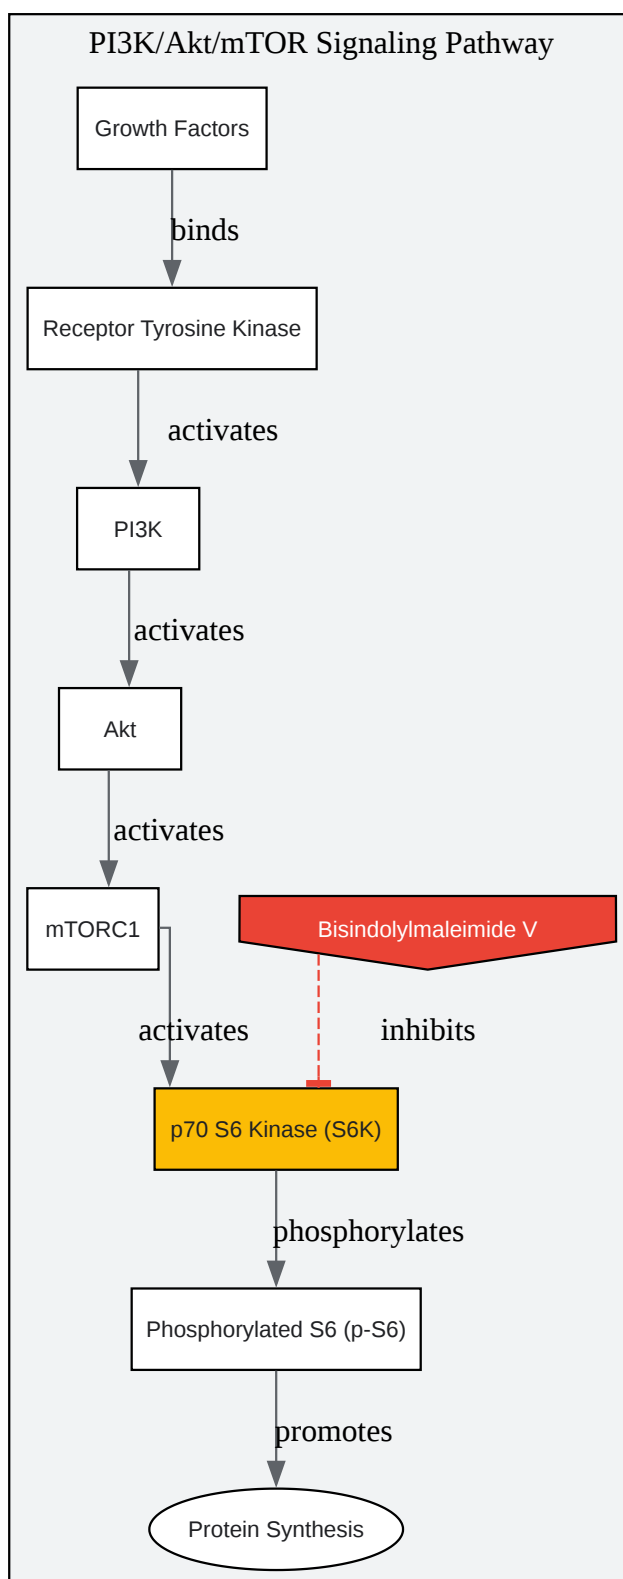 PI3K/Akt/mTOR Signaling Pathway
Growth Factors
binds
Receptor Tyrosine Kinase
activates
PI3K
activates
Akt
activates
mTORC1
Bisindolylmaleimide V
activates
inhibits
p70 S6 Kinase (S6K)
phosphorylates
Phosphorylated S6 (p-S6)
promotes
Protein Synthesis